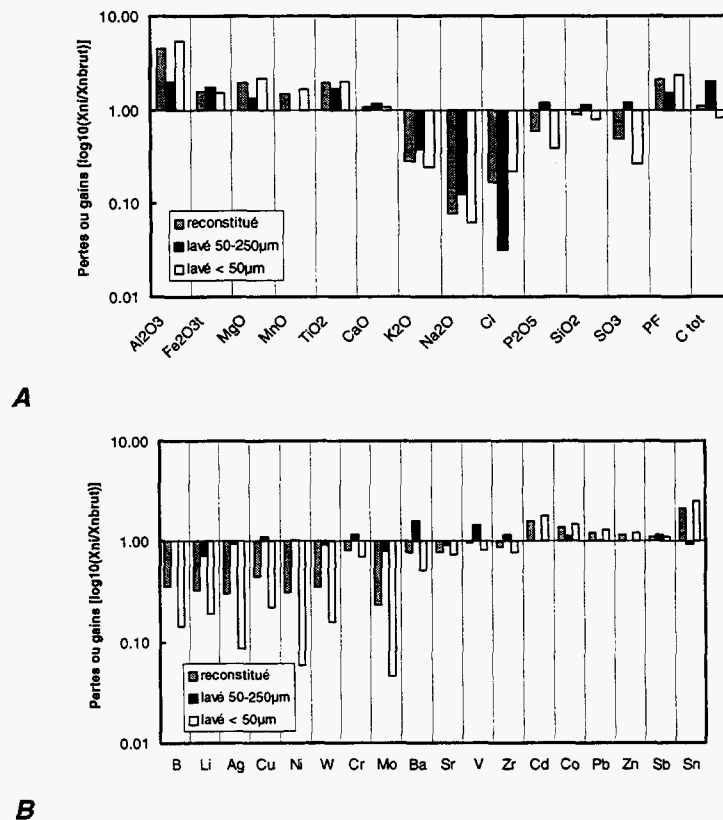 Pertes ou gains [log10(Xni/Xnbrut)]
10.00
1.00
0.10
0.01
reconstitué
lavé 50-250µm
lavé < 50µm
Al2O3 Fe2O3t MgO MnO TiO2 CaO K2O Na2O Cl P2O5 SiO2 SO3 PF C tot
A
Pertes ou gains [log10(Xni/Xnbrut)]
10.00
1.00
0.10
0.01
reconstitué
lavé 50-250µm
lavé < 50µm
B Li Ag Cu Ni W Cr Mo Ba Sr V Zr Cd Co Pb Zn Sb Sn
B